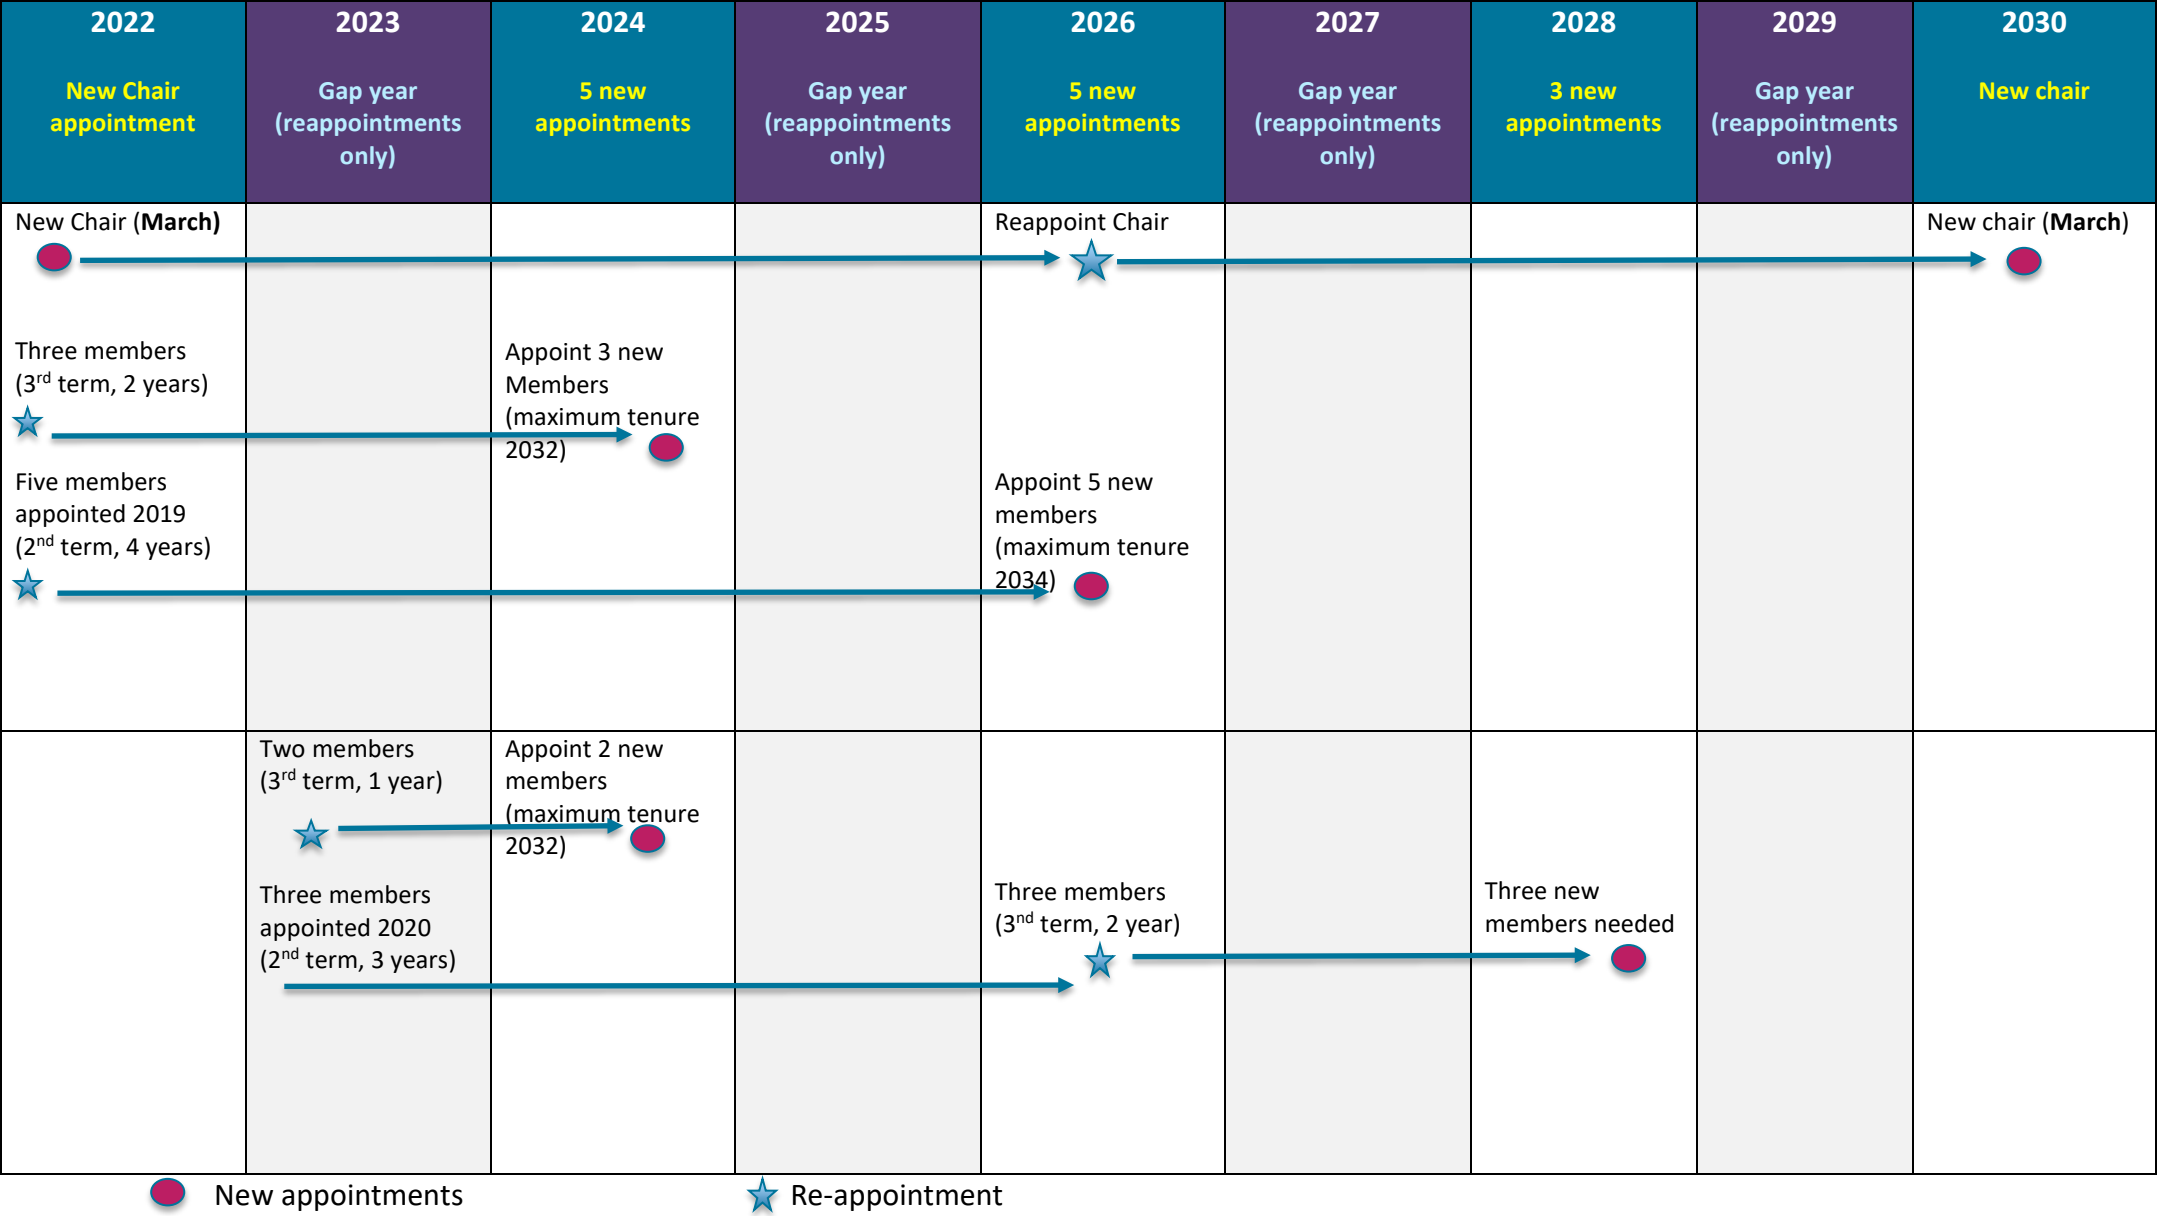 2022
New Chair
appointment
2023
Gap year
(reappointments
only)
2024
5 new
appointments
2025
Gap year
(reappointments
only)
2026
5 new
appointments
2027
Gap year
(reappointments
only)
2028
3 new
appointments
2029
Gap year
(reappointments
only)
2030
New chair
New Chair (March)
Three members
(3rd term, 2 years)
Five members
appointed 2019
(2nd term, 4 years)
Appoint 3 new
Members
(maximum tenure
2032)
Reappoint Chair
Appoint 5 new
members
(maximum tenure
2034)
New chair (March)
Two members
(3rd term, 1 year)
Three members
appointed 2020
(2nd term, 3 years)
Appoint 2 new
members
(maximum tenure
2032)
Three members
(3nd term, 2 year)
Three new
members needed
New appointments
Re-appointment